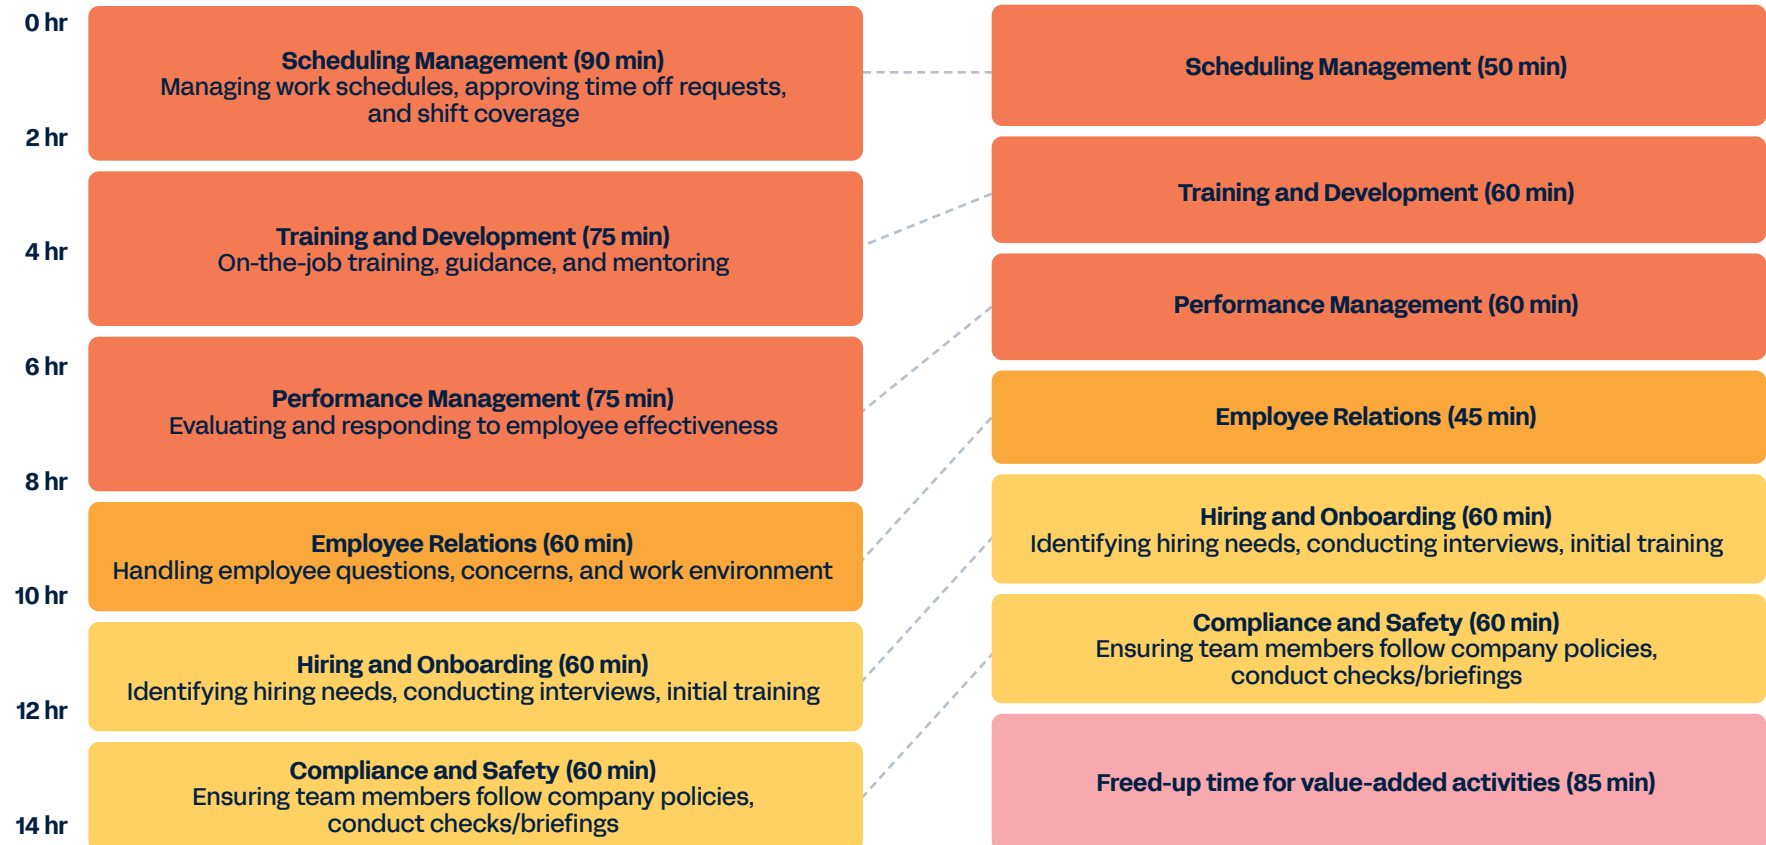 0 hr
2 hr
4 hr
6 hr
8 hr
10 hr
12 hr
14 hr
Scheduling Management (90 min)
Managing work schedules, approving time off requests,
and shift coverage
Training and Development (75 min)
On-the-job training, guidance, and mentoring
Performance Management (75 min)
Evaluating and responding to employee effectiveness
Employee Relations (60 min)
Handling employee questions, concerns, and work environment
Hiring and Onboarding (60 min)
Identifying hiring needs, conducting interviews, initial training
Compliance and Safety (60 min)
Ensuring team members follow company policies,
conduct checks/briefings
Scheduling Management (50 min)
Training and Development (60 min)
Performance Management (60 min)
Employee Relations (45 min)
Hiring and Onboarding (60 min)
Identifying hiring needs, conducting interviews, initial training
Compliance and Safety (60 min)
Ensuring team members follow company policies,
conduct checks/briefings
Freed-up time for value-added activities (85 min)